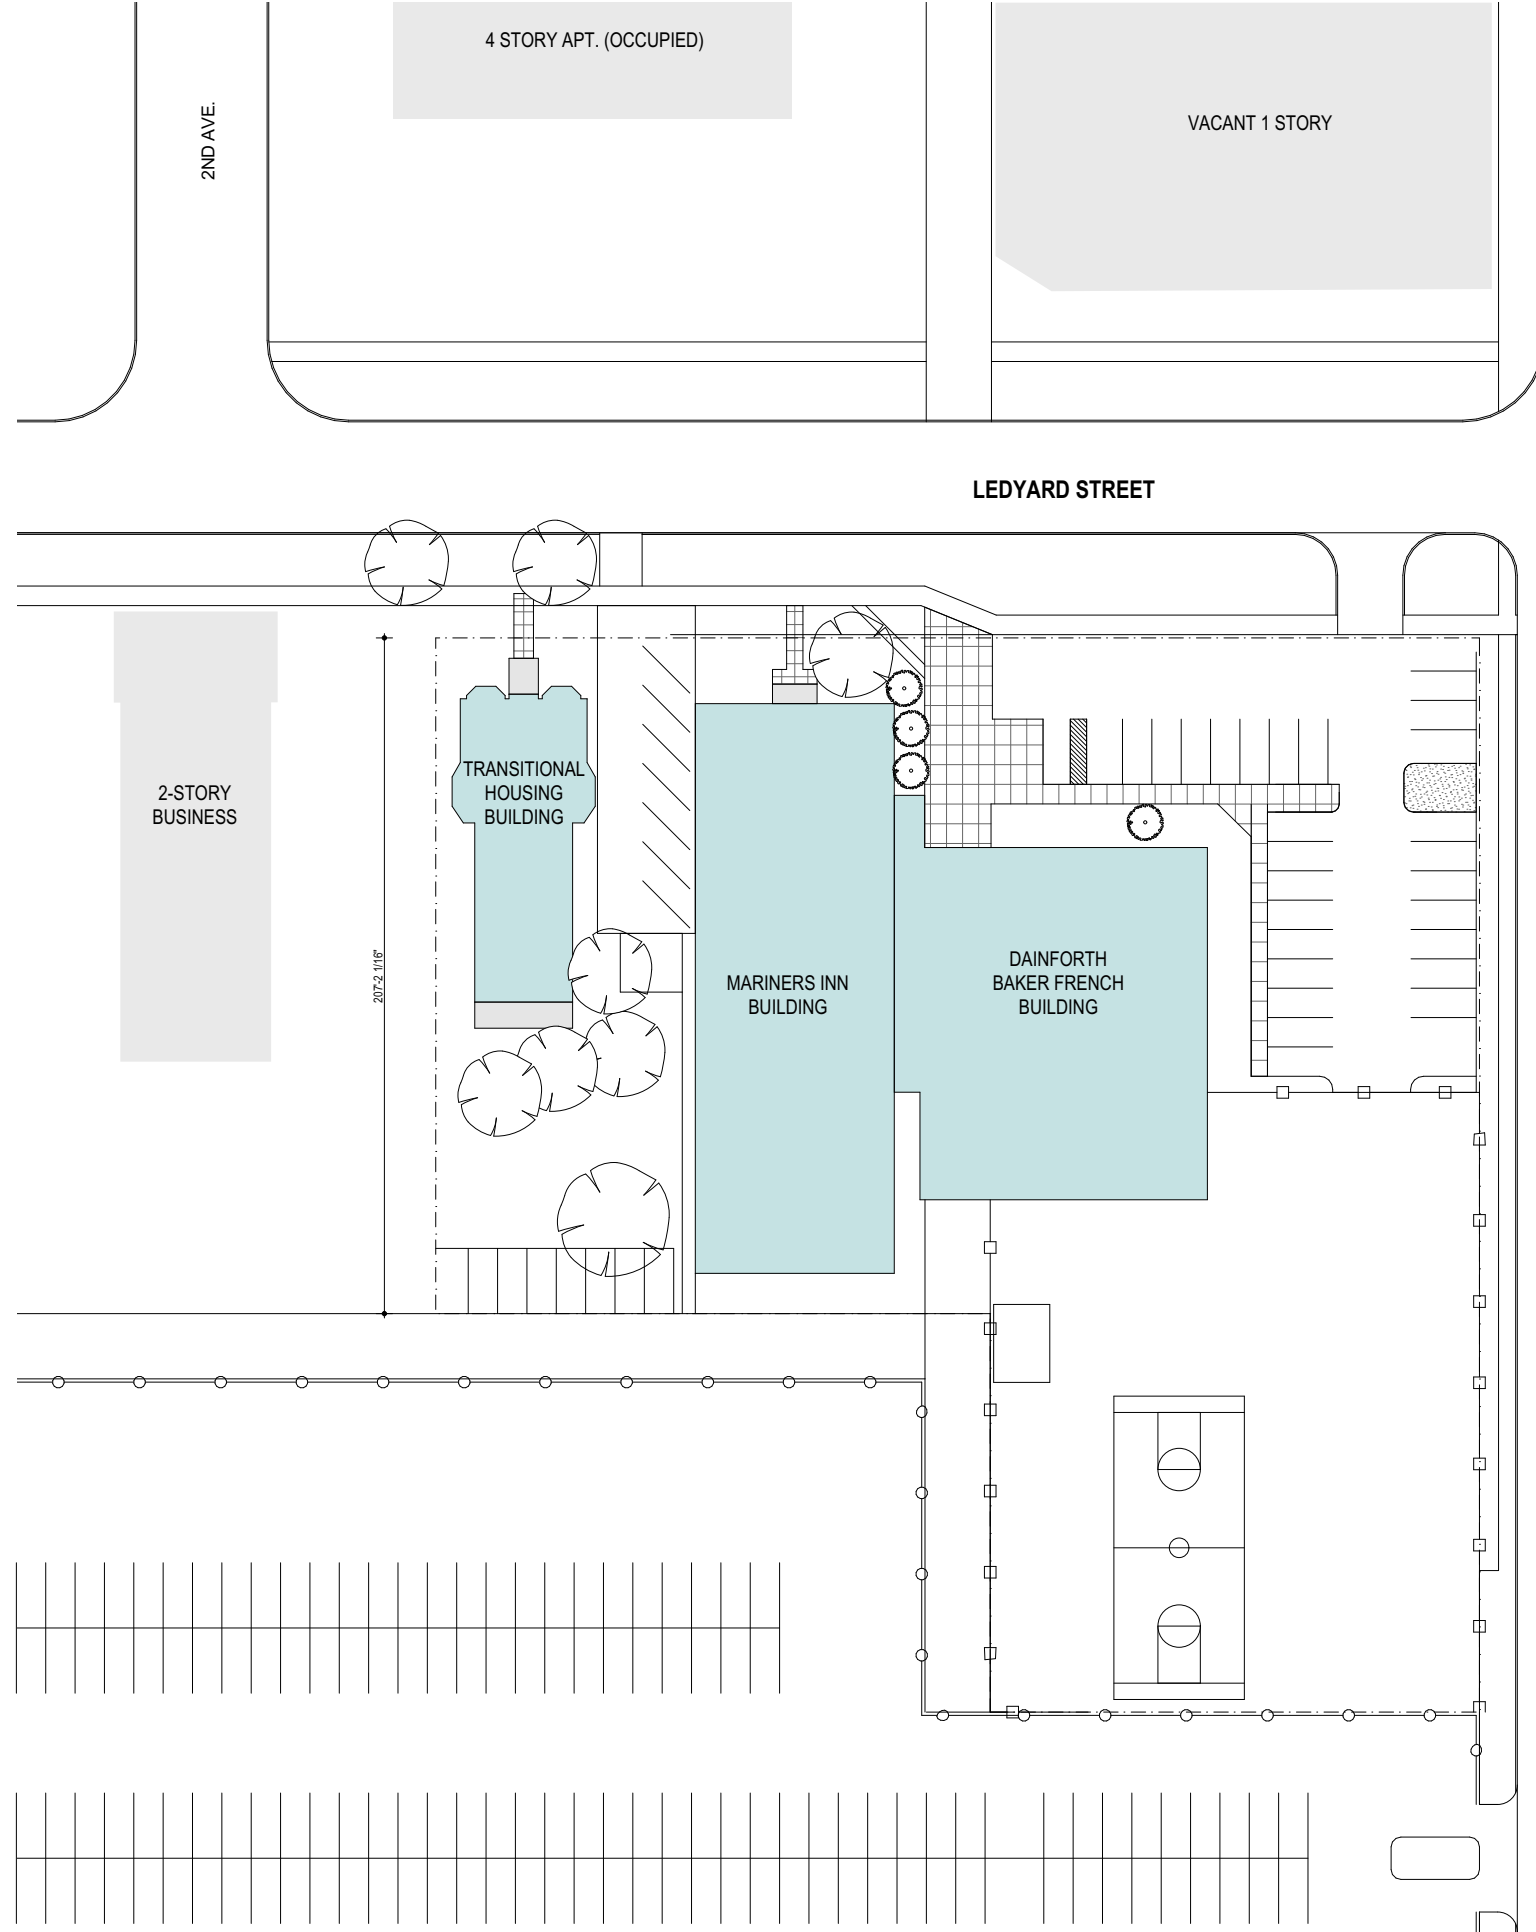 4 STORY APT. (OCCUPIED)
VACANT 1 STORY
2ND AVE.
LEDYARD STREET
2-STORY
BUSINESS
TRANSITIONAL
HOUSING
BUILDING
207'-2 1/16"
MARINERS INN
BUILDING
DAINFORTH
BAKER FRENCH
BUILDING